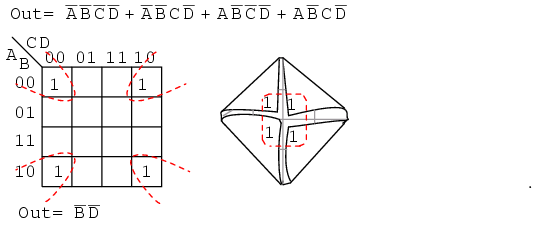 Out= A̅B̅C̅D̅ + A̅B̅CD̅ + AB̅C̅D̅ + AB̅CD̅
CD
A
B
00 01 11 10
00 1 1
01
11
10 1 1
1 1
1 1
Out= B̅D̅
.